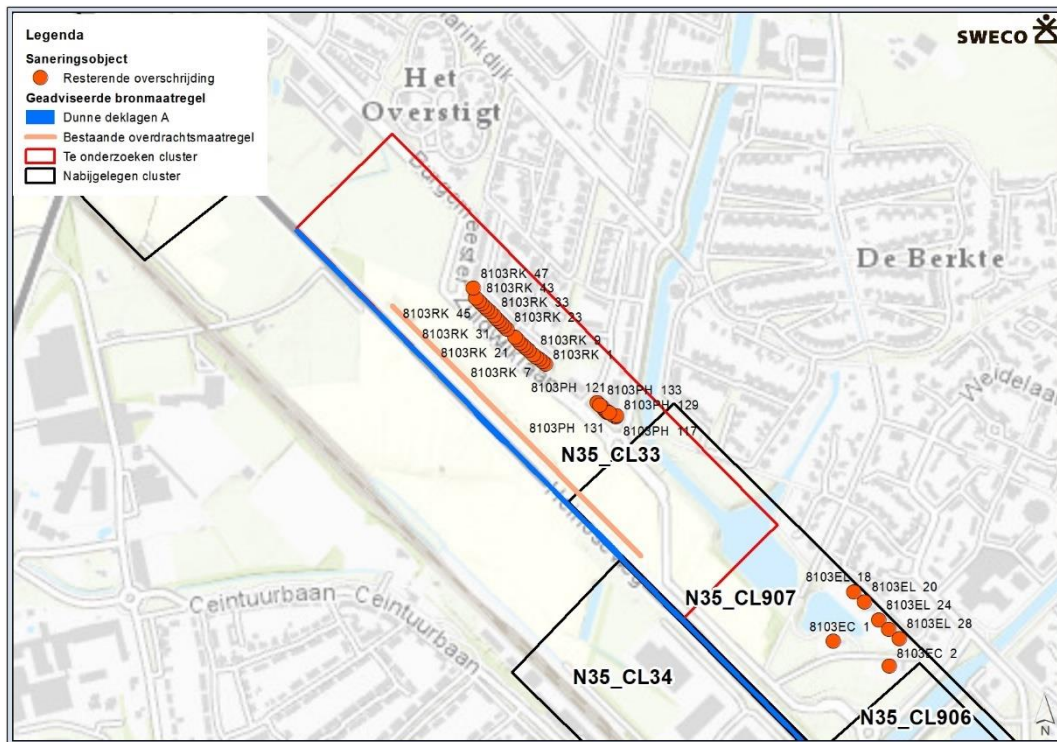 Legenda
Saneringsobject
Resterende overschrijding
Geadviseerde bronmaatregel
Dunne deklagen A
Bestaande overdrachtsmaatregel
Te onderzoeken cluster
Nabijgelegen cluster
SWECO
arinkdijk
Het
Overstigt
De Berkte
8103RK 47
8103RK 43
8103RK 33
8103RK 45
8103RK 23
8103RK 31
8103RK 9
8103RK 21
8103RK 1
8103RK 7
8103PH 121
8103PH 133
8103PH 129
8103PH 131
8103PH 117
N35_CL33
N35_CL907
8103EL 18
8103EL 20
8103EL 24
8103EL 28
8103EC 1
8103EC 2
Ceintuurbaan
Ceintuurbaan
N35_CL34
N35_CL906
N